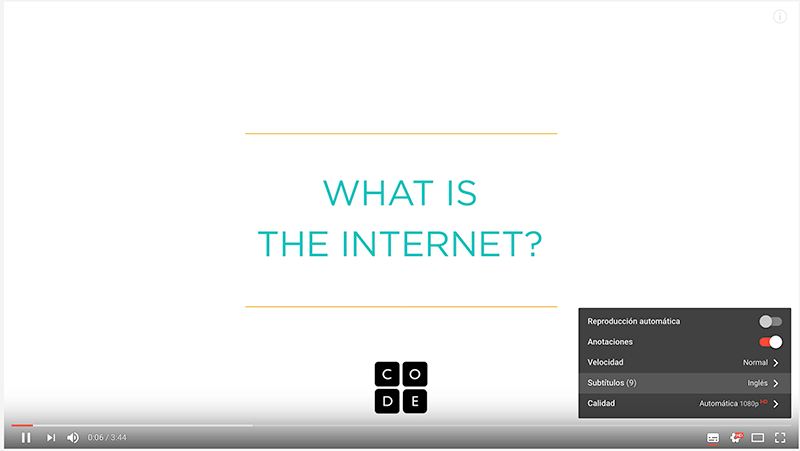 WHAT IS
THE INTERNET?
C O
D E
Reproducción automática
Anotaciones
Velocidad Normal
Subtítulos (9) Inglés
Calidad Automática 1080p HD
0:06 / 3:44
HD